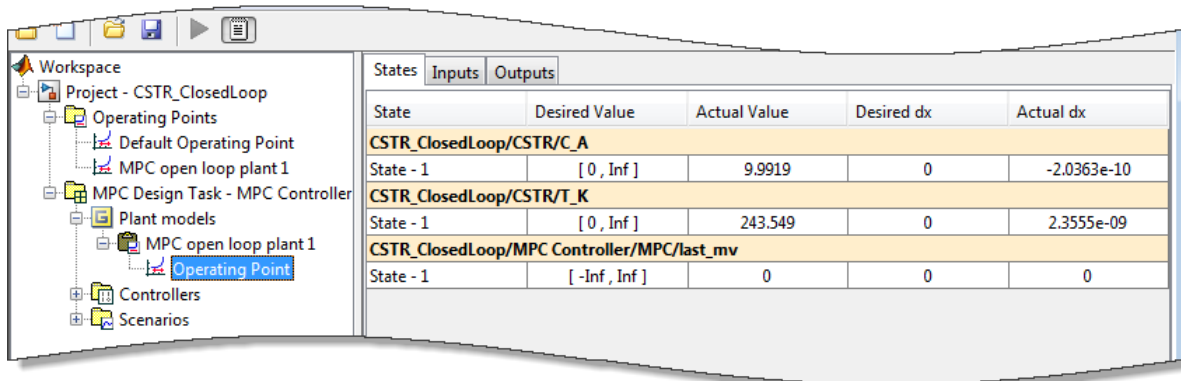 Workspace
Project - CSTR_ClosedLoop
Operating Points
Default Operating Point
MPC open loop plant 1
MPC Design Task - MPC Controller
Plant models
MPC open loop plant 1
Operating Point
Controllers
Scenarios
States Inputs Outputs
State Desired Value Actual Value Desired dx Actual dx
CSTR_ClosedLoop/CSTR/C_A
State - 1 [ 0 , Inf ] 9.9919 0 -2.0363e-10
CSTR_ClosedLoop/CSTR/T_K
State - 1 [ 0 , Inf ] 243.549 0 2.3555e-09
CSTR_ClosedLoop/MPC Controller/MPC/last_mv
State - 1 [ -Inf , Inf ] 0 0 0